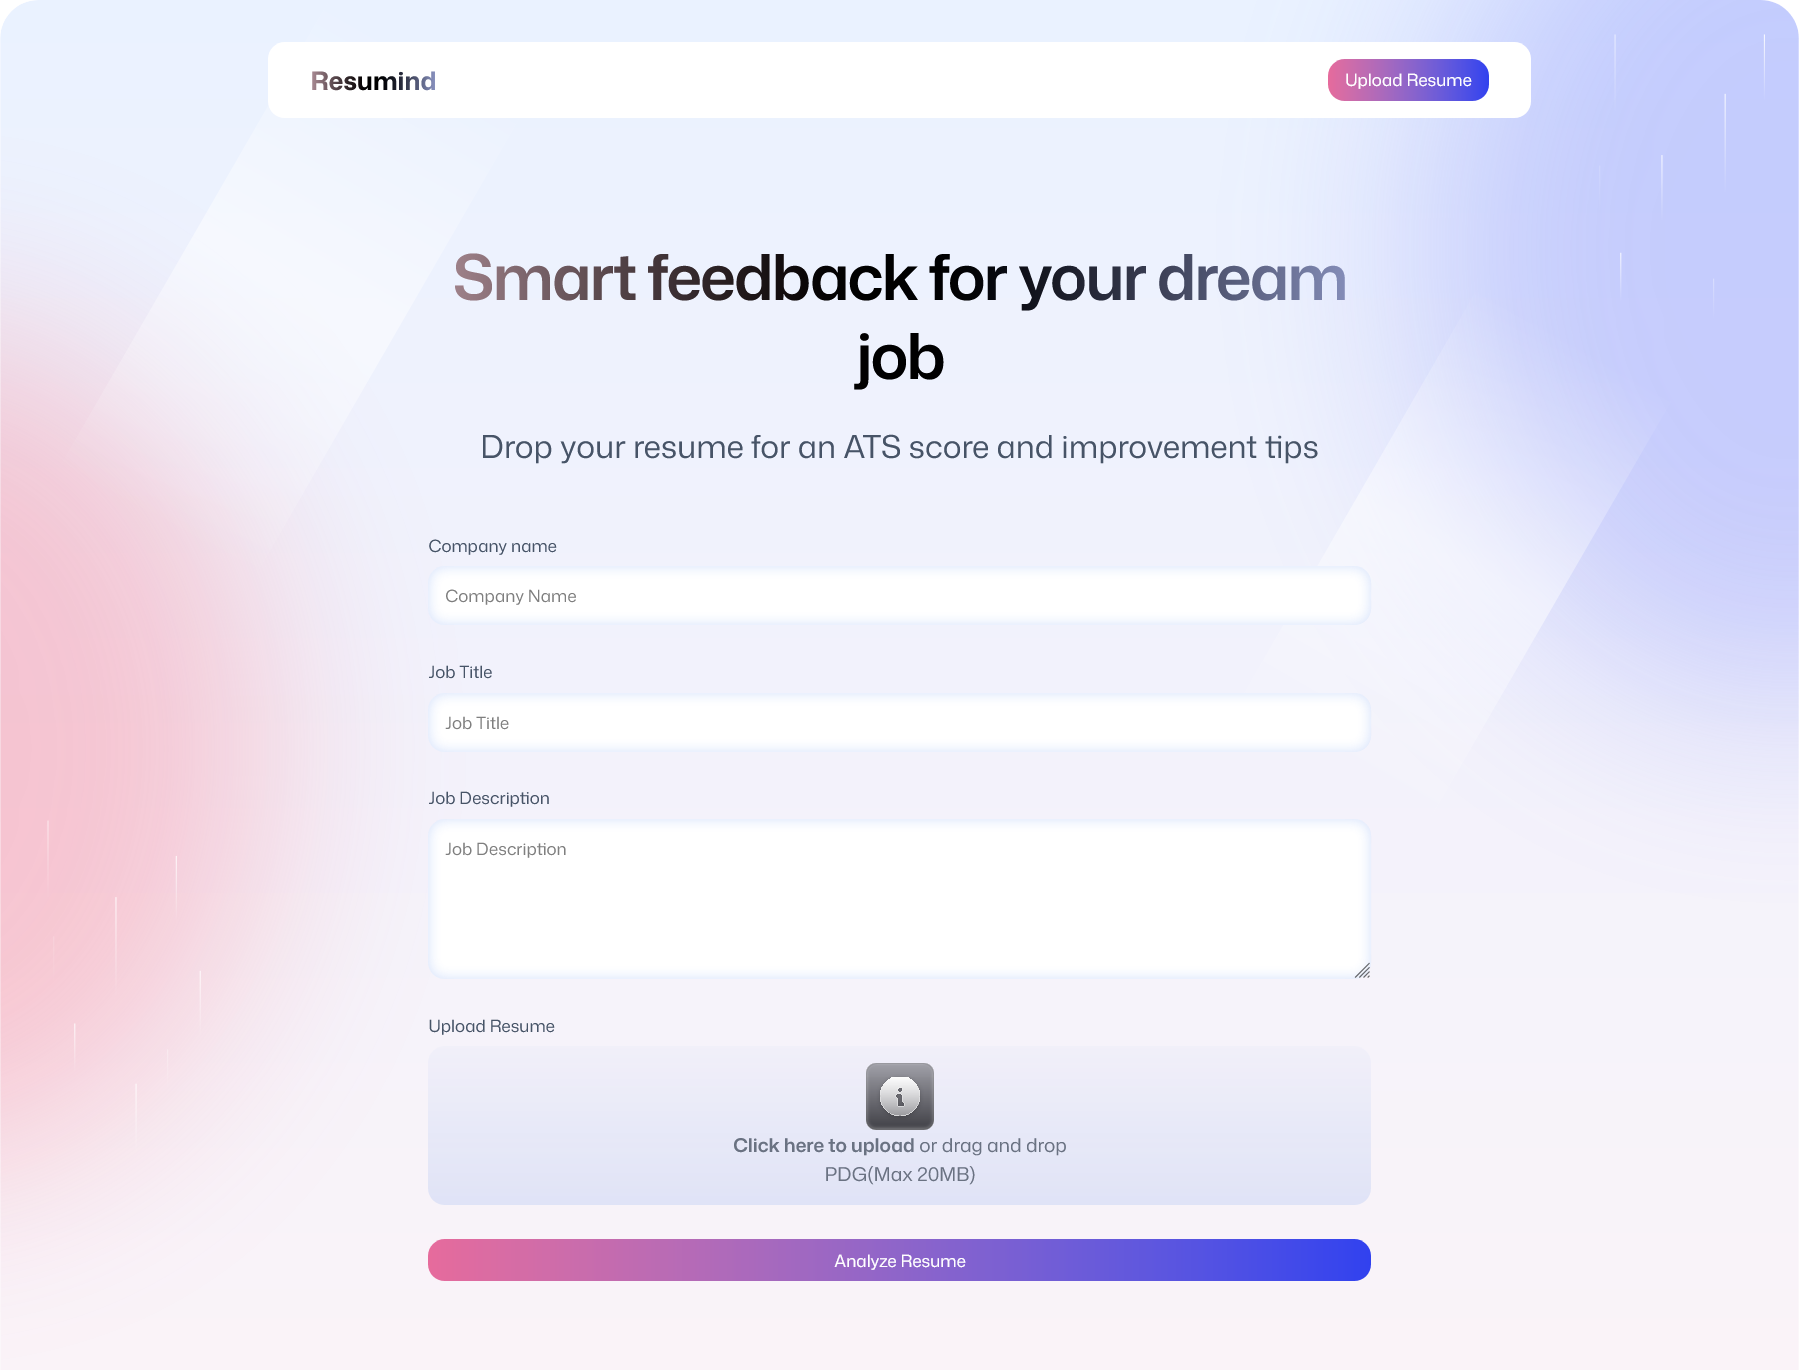 Resumind
Upload Resume
Smart feedback for your dream
job
Drop your resume for an ATS score and improvement tips
Company name
Company Name
Job Title
Job Title
Job Description
Job Description
Upload Resume
i
Click here to upload or drag and drop
PDG(Max 20MB)
Analyze Resume